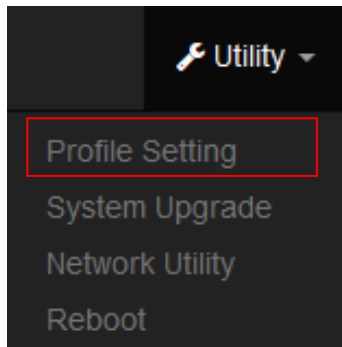 Utility
Profile Setting
System Upgrade
Network Utility
Reboot